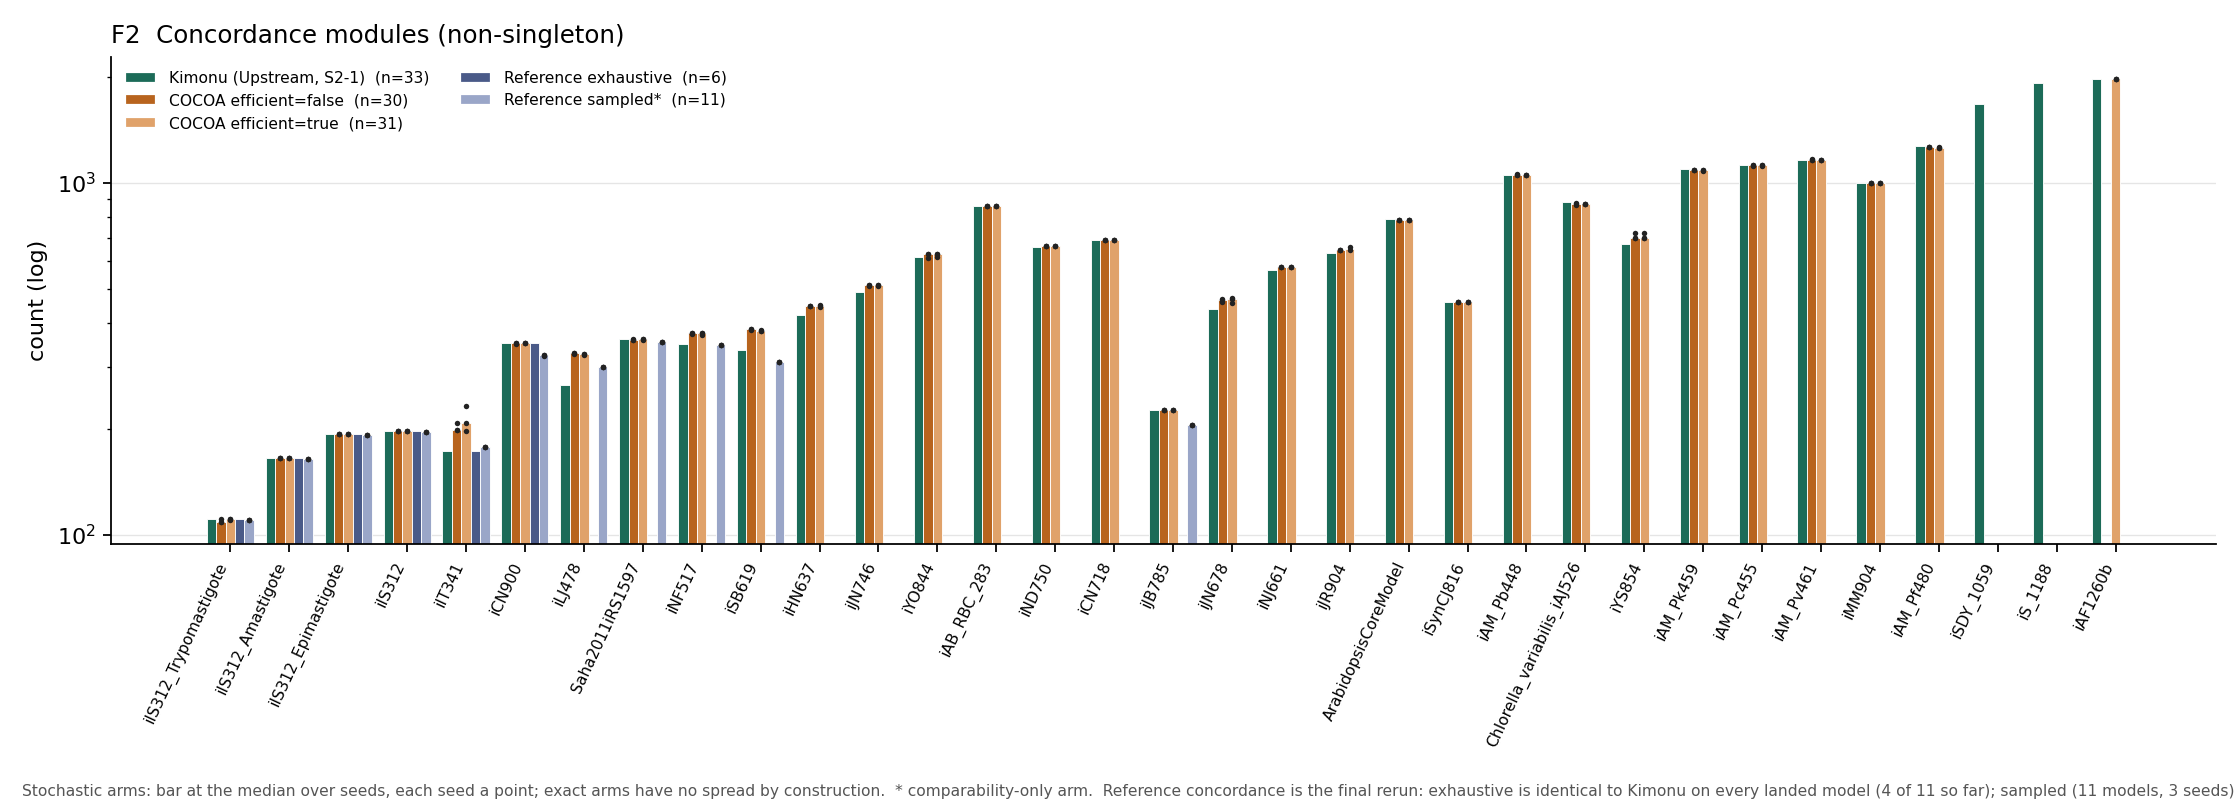 F2  Concordance modules (non-singleton)
Kimonu (Upstream, S2-1)  (n=33)
COCOA efficient=false  (n=30)
COCOA efficient=true  (n=31)
Reference exhaustive  (n=6)
Reference sampled*  (n=11)
count (log)
10³
10²
iIS312_Trypomastigote
iIS312_Amastigote
iIS312_Epimastigote
iIS312
iIT341
iCN900
iLJ478
Saha2011iRS1597
iNF517
iSB619
iHN637
iJN746
iYO844
iAB_RBC_283
iND750
iCN718
iJB785
iJN678
iNJ661
iJR904
ArabidopsisCoreModel
iSynCJ816
iAM_Pb448
Chlorella_variabilis_iAJ526
iYS854
iAM_Pk459
iAM_Pc455
iAM_Pv461
iMM904
iAM_Pf480
iSDY_1059
iS_1188
iAF1260b
Stochastic arms: bar at the median over seeds, each seed a point; exact arms have no spread by construction.  * comparability-only arm.  Reference concordance is the final rerun: exhaustive is identical to Kimonu on every landed model (4 of 11 so far); sampled (11 models, 3 seeds)